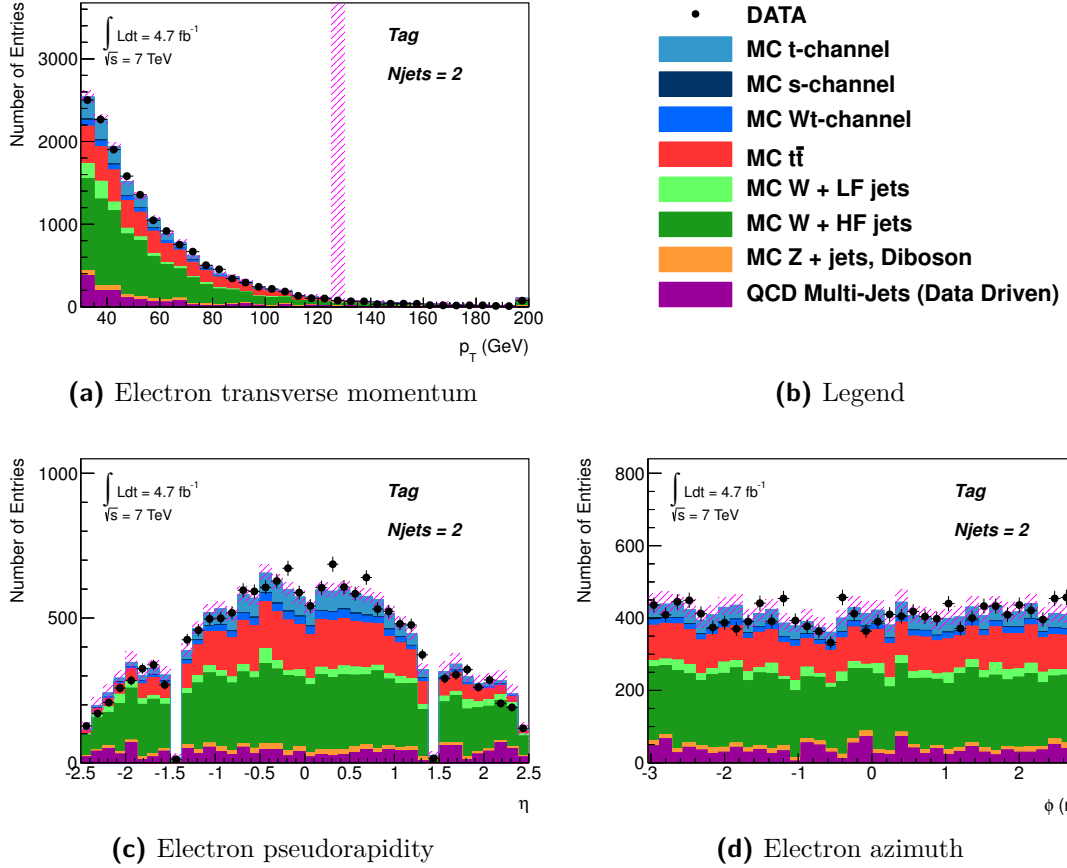 Number of Entries
3000
2000
1000
0
∫ Ldt = 4.7 fb⁻¹
√s = 7 TeV
Tag
Njets = 2
40 60 80 100 120 140 160 180 200
p_T (GeV)
(a) Electron transverse momentum
DATA
MC t-channel
MC s-channel
MC Wt-channel
MC tt̄
MC W + LF jets
MC W + HF jets
MC Z + jets, Diboson
QCD Multi-Jets (Data Driven)
(b) Legend
Number of Entries
1000
500
0
∫ Ldt = 4.7 fb⁻¹
√s = 7 TeV
Tag
Njets = 2
-2.5 -2 -1.5 -1 -0.5 0 0.5 1 1.5 2 2.5
η
(c) Electron pseudorapidity
Number of Entries
800
600
400
200
0
∫ Ldt = 4.7 fb⁻¹
√s = 7 TeV
Tag
Njets = 2
-3 -2 -1 0 1 2
ϕ
(d) Electron azimuth